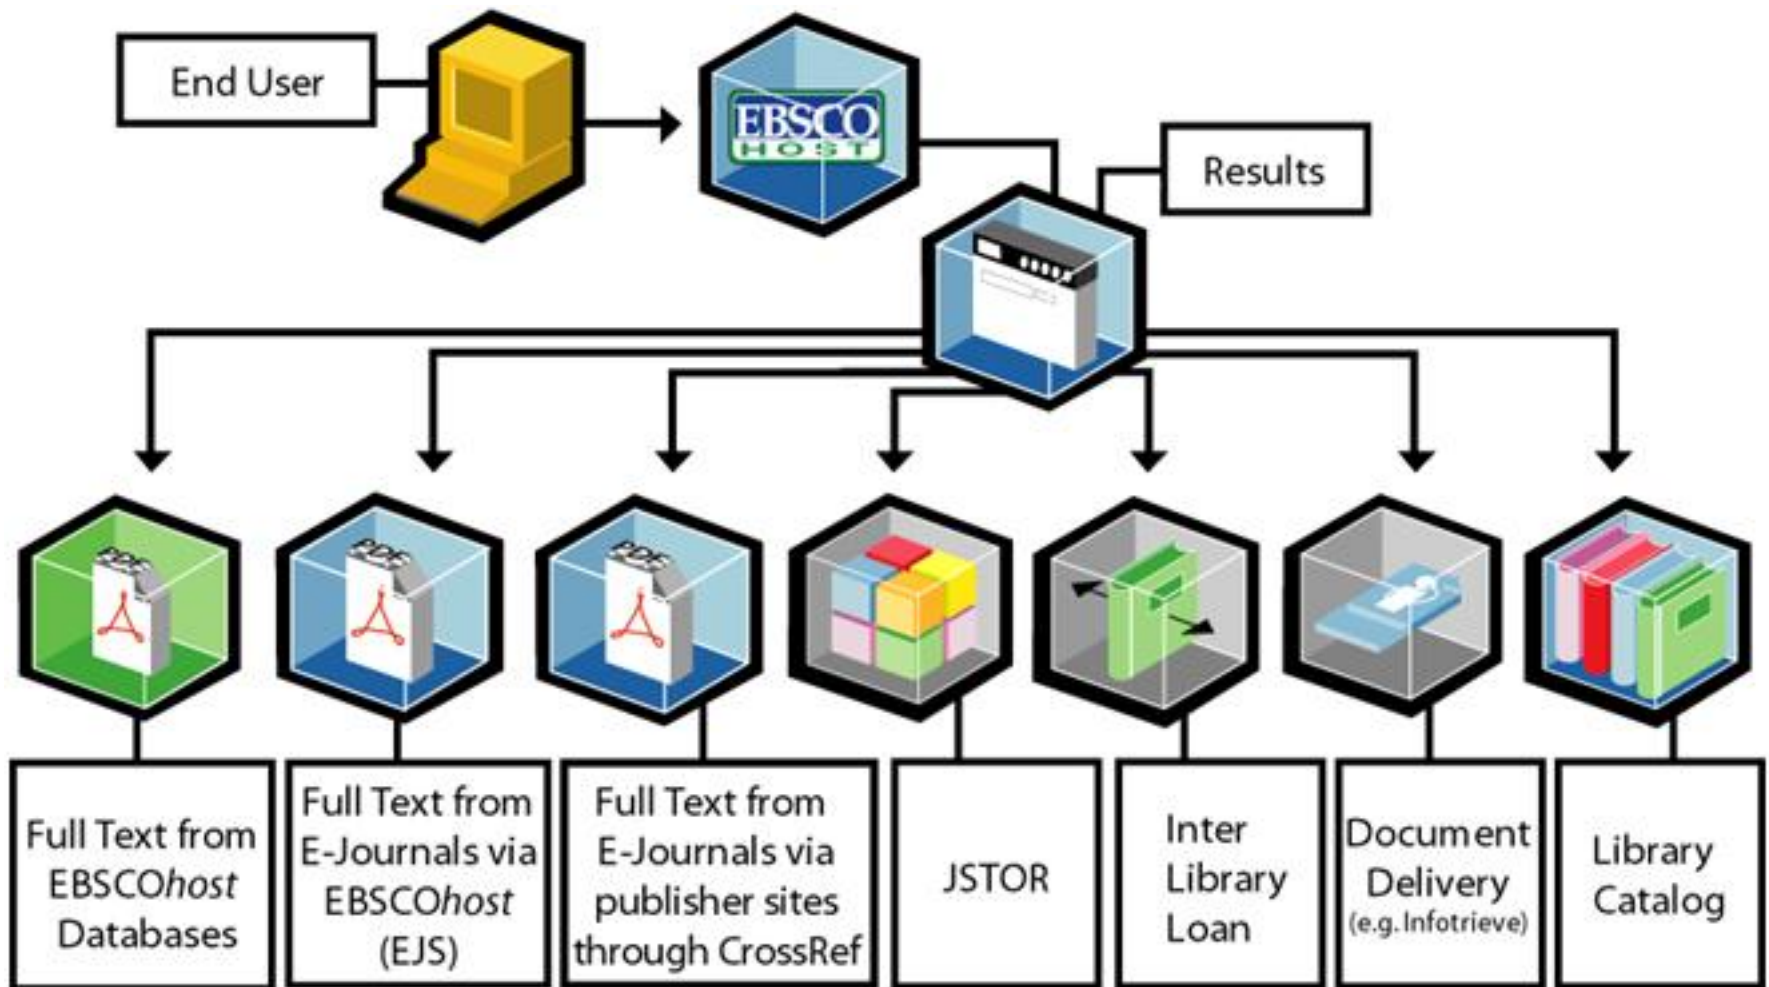 End User
EBSCO
HOST
Results
PDF
PDF
PDF
Full Text from
EBSCOhost
Databases
Full Text from
E-Journals via
EBSCOhost
(EJS)
Full Text from
E-Journals via
publisher sites
through CrossRef
JSTOR
Inter
Library
Loan
Document
Delivery
(e.g. Infotrieve)
Library
Catalog